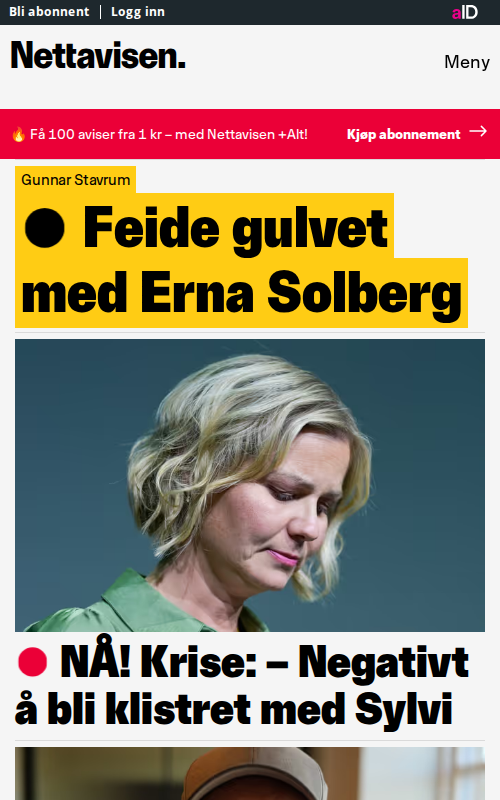 Bli abonnent | Logg inn
aID
Nettavisen.
Meny
🔥 Få 100 aviser fra 1 kr – med Nettavisen +Alt!
Kjøp abonnement →
Gunnar Stavrum
● Feide gulvet
med Erna Solberg
NÅ! Krise: – Negativt
å bli klistret med Sylvi